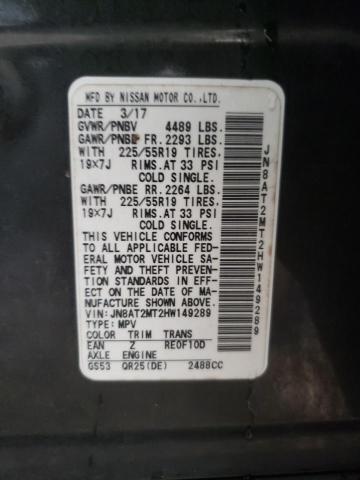 MFD BY NISSAN MOTOR CO.,LTD.
DATE 3/17
GVWR/PNBV 4489 LBS.
GAWR/PNBE FR. 2293 LBS.
WITH 225/55R19 TIRES,
19×7J RIMS.AT 33 PSI
COLD SINGLE.
GAWR/PNBE RR. 2264 LBS.
WITH 225/55R19 TIRES,
19×7J RIMS.AT 33 PSI
COLD SINGLE.
THIS VEHICLE CONFORMS
TO ALL APPLICABLE FED-
ERAL MOTOR VEHICLE SA-
FETY AND THEFT PREVEN-
TION STANDARDS IN EFF-
ECT ON THE DATE OF MA-
NUFACTURE SHOWN ABOVE.
VIN:JN8AT2MT2HW149289
TYPE:MPV
COLOR TRIM TRANS
EAN Z RE0F10D
AXLE ENGINE
GS53 QR25(DE) 2488CC
JN8AT2MT2HW149289